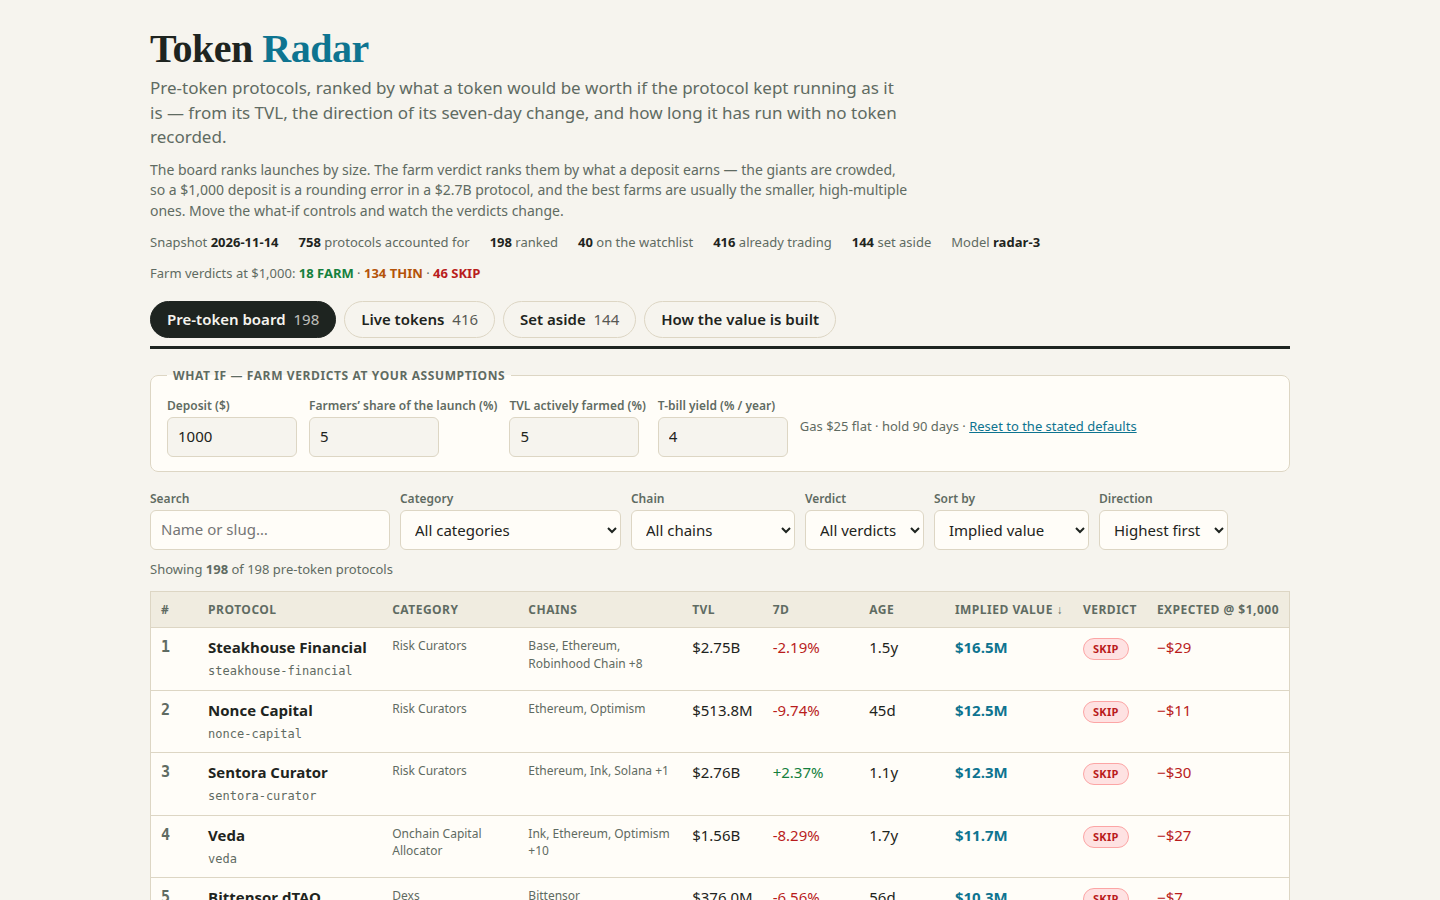 Token Radar
Pre-token protocols, ranked by what a token would be worth if the protocol kept running as it
is — from its TVL, the direction of its seven-day change, and how long it has run with no token
recorded.
The board ranks launches by size. The farm verdict ranks them by what a deposit earns — the giants are crowded,
so a $1,000 deposit is a rounding error in a $2.7B protocol, and the best farms are usually the smaller, high-multiple
ones. Move the what-if controls and watch the verdicts change.
Snapshot 2026-11-14 758 protocols accounted for 198 ranked 40 on the watchlist 416 already trading 144 set aside Model radar-3
Farm verdicts at $1,000: 18 FARM · 134 THIN · 46 SKIP
Pre-token board 198 Live tokens 416 Set aside 144 How the value is built
WHAT IF — FARM VERDICTS AT YOUR ASSUMPTIONS
Deposit ($) Farmers’ share of the launch (%) TVL actively farmed (%) T-bill yield (% / year)
1000 5 5 4 Gas $25 flat · hold 90 days · Reset to the stated defaults
Search Category Chain Verdict Sort by Direction
Name or slug... All categories All chains All verdicts Implied value Highest first
Showing 198 of 198 pre-token protocols
# PROTOCOL CATEGORY CHAINS TVL 7D AGE IMPLIED VALUE ↓ VERDICT EXPECTED @ $1,000
1 Steakhouse Financial Risk Curators Base, Ethereum, $2.75B -2.19% 1.5y $16.5M SKIP −$29
steakhouse-financial Robinhood Chain +8
2 Nonce Capital Risk Curators Ethereum, Optimism $513.8M -9.74% 45d $12.5M SKIP −$11
nonce-capital
3 Sentora Curator Risk Curators Ethereum, Ink, Solana +1 $2.76B +2.37% 1.1y $12.3M SKIP −$30
sentora-curator
4 Veda Onchain Capital Ink, Ethereum, Optimism $1.56B -8.29% 1.7y $11.7M SKIP −$27
veda Allocator +10
5 Bittensor dTAO Dexs Bittensor $376.0M -6.56% 56d $10.3M SKIP −$7